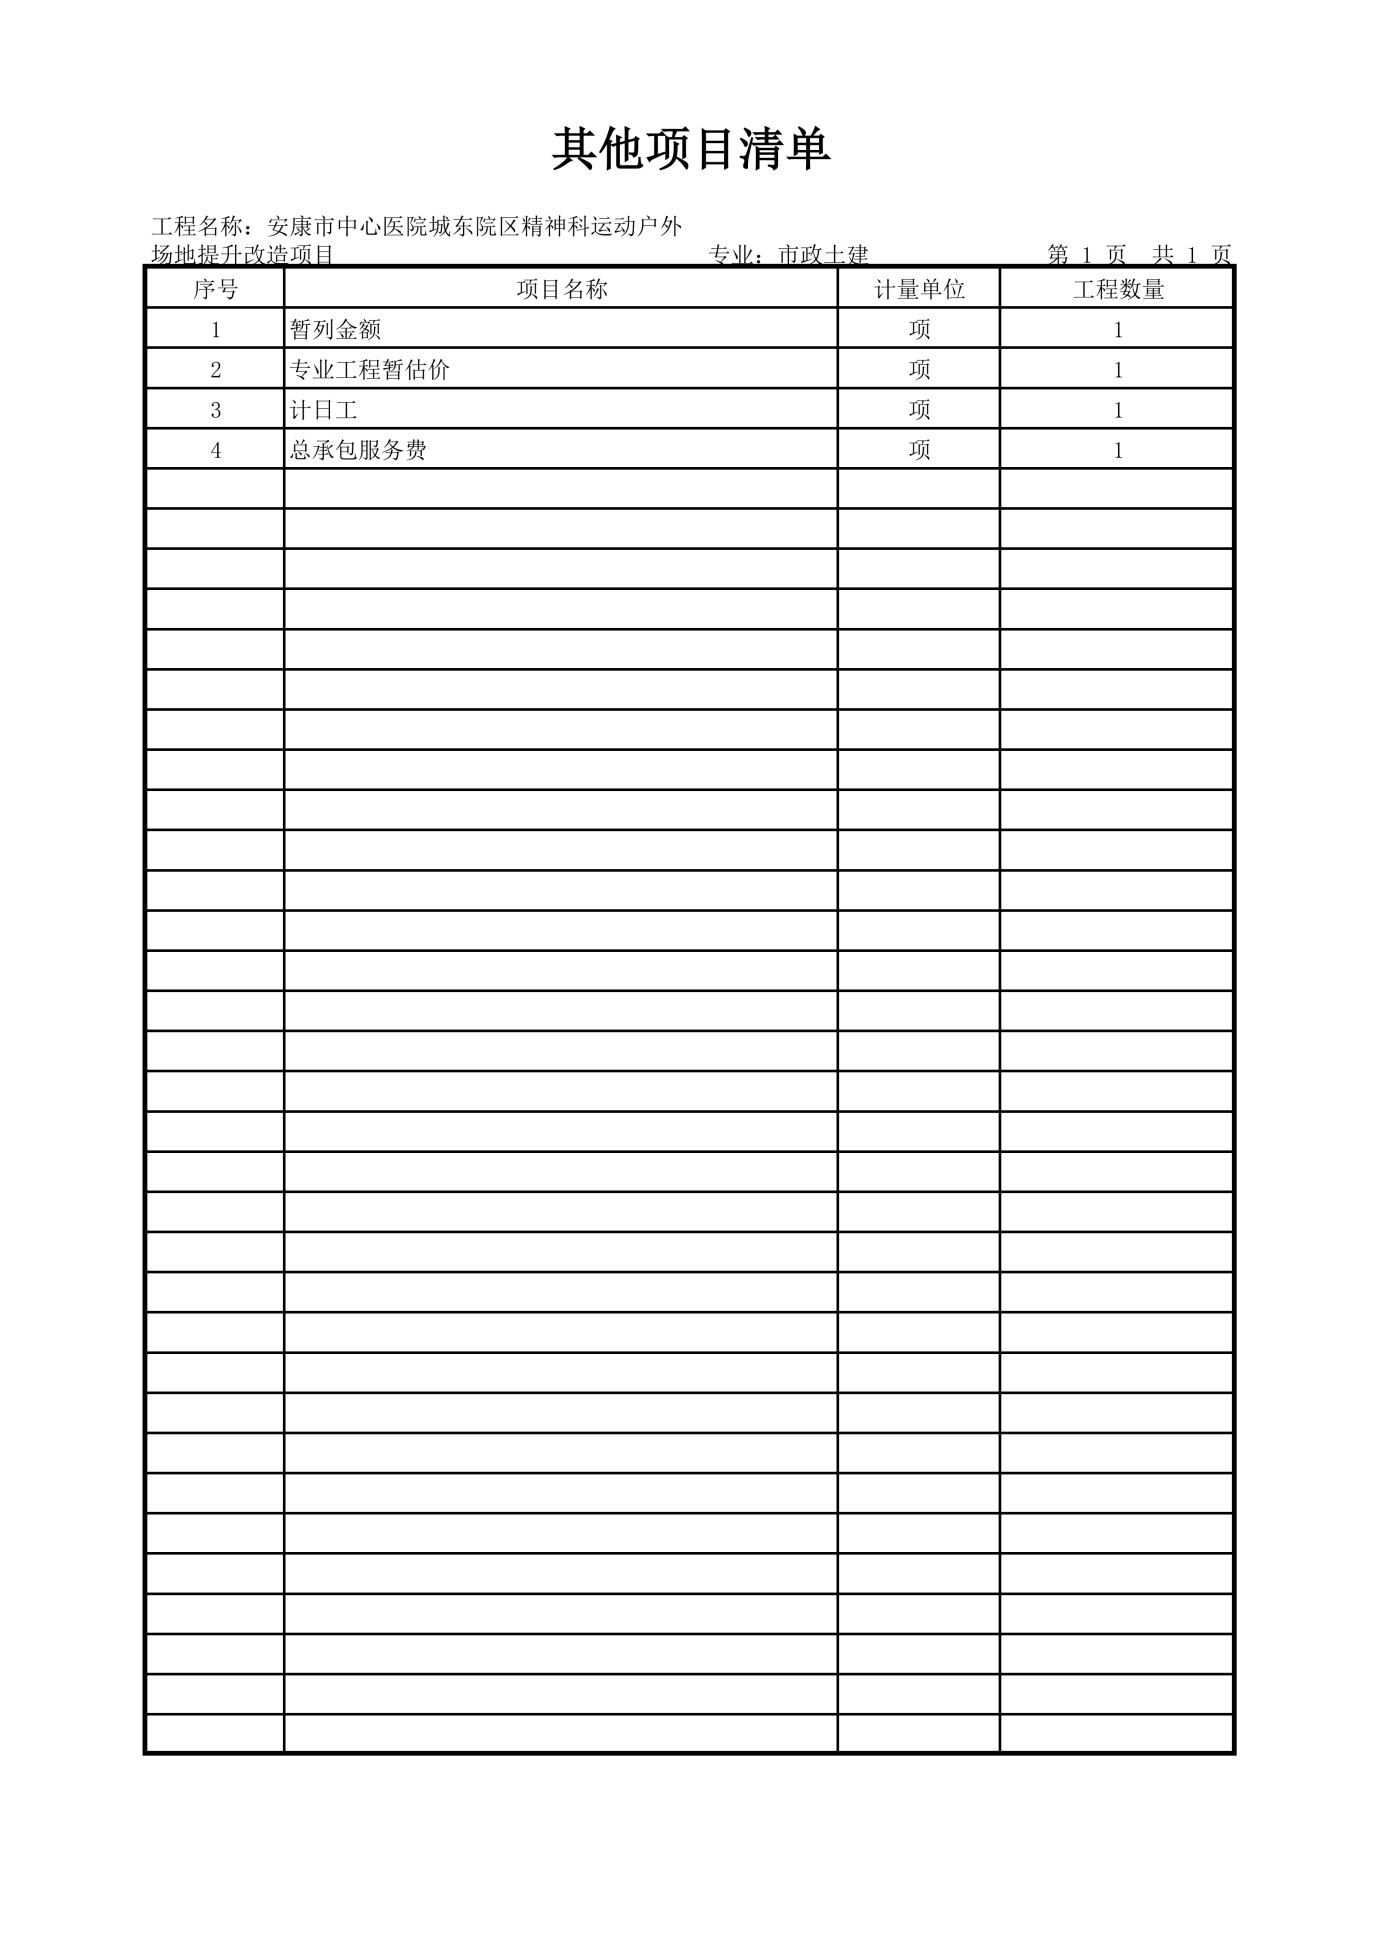 其他项目清单
工程名称：安康市中心医院城东院区精神科运动户外
场地提升改造项目 专业：市政土建 第 1 页 共 1 页
序号 项目名称 计量单位 工程数量
1 暂列金额 项 1
2 专业工程暂估价 项 1
3 计日工 项 1
4 总承包服务费 项 1